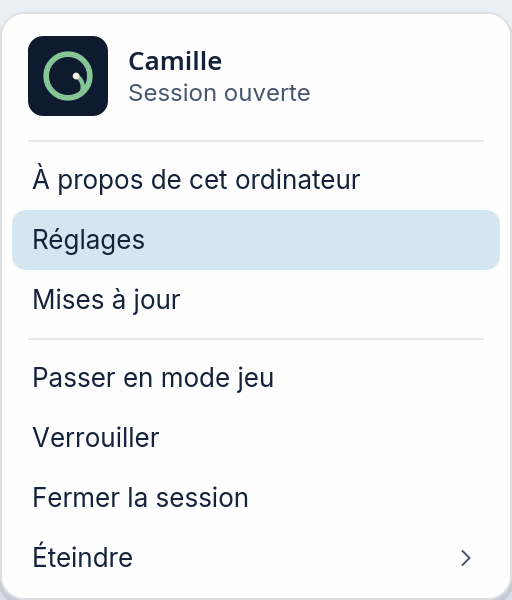 Camille
Session ouverte
À propos de cet ordinateur
Réglages
Mises à jour
Passer en mode jeu
Verrouiller
Fermer la session
Éteindre